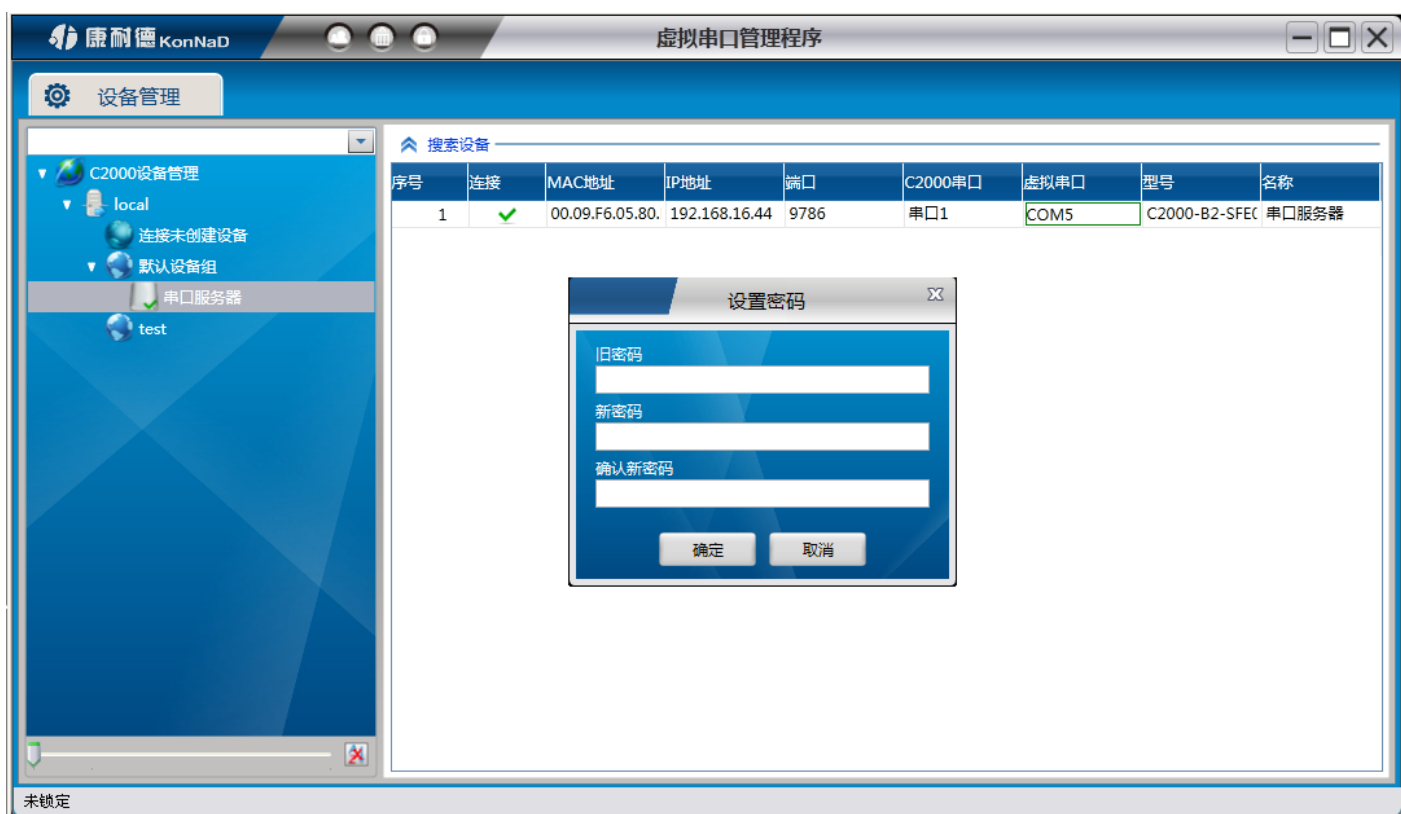 康耐德 KonNaD
虚拟串口管理程序
设备管理
搜索设备
C2000设备管理
local
连接未创建设备
默认设备组
串口服务器
test
序号 连接 MAC地址 IP地址 端口 C2000串口 虚拟串口 型号 名称
1 00.09.F6.05.80. 192.168.16.44 9786 串口1 COM5 C2000-B2-SFE( 串口服务器
设置密码
旧密码
新密码
确认新密码
确定 取消
未锁定